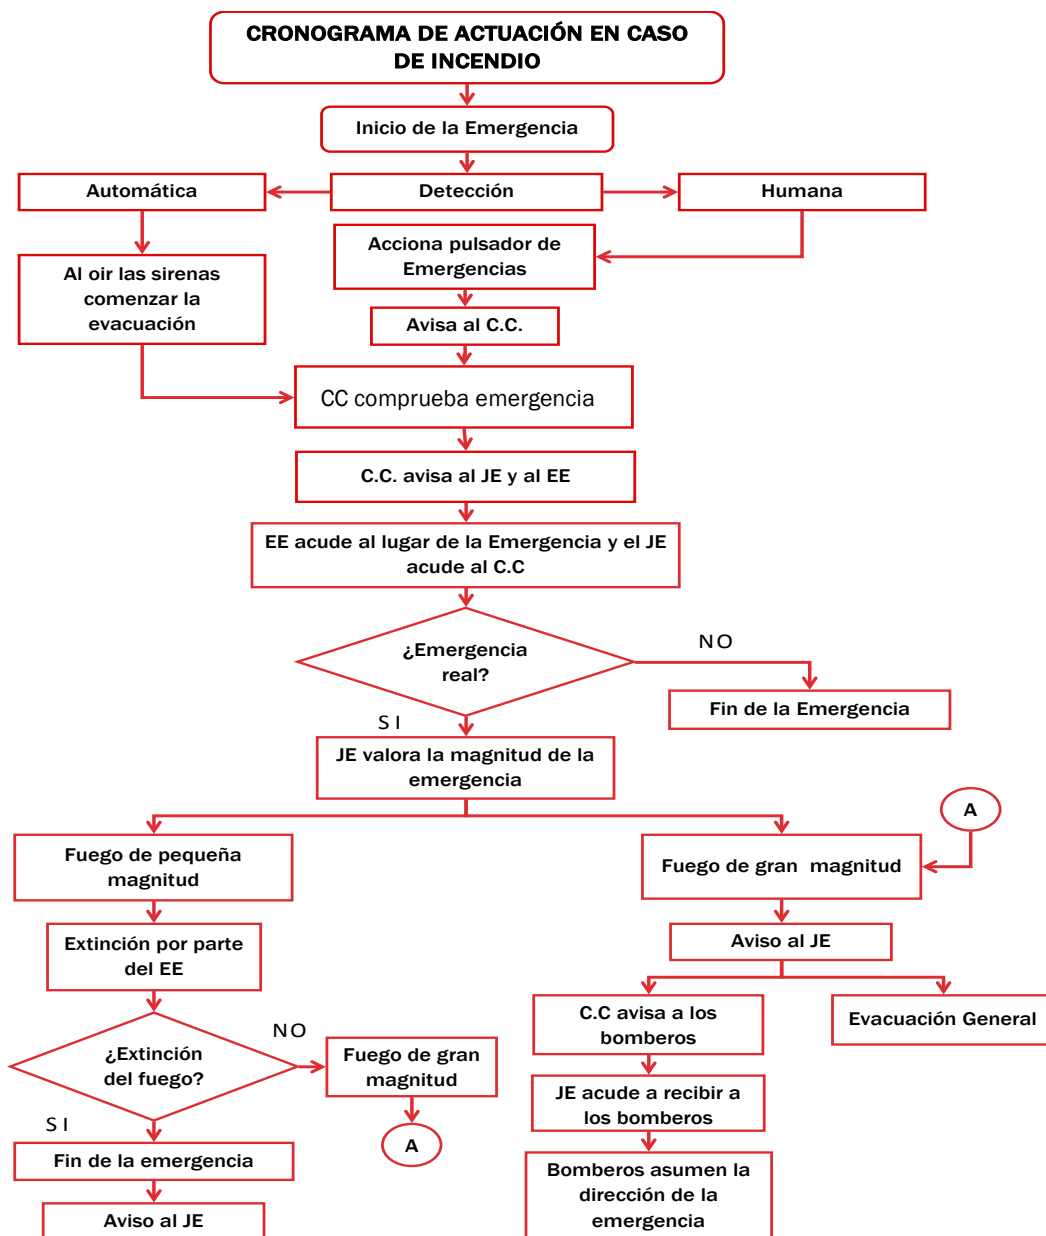 CRONOGRAMA DE ACTUACIÓN EN CASO
DE INCENDIO
Inicio de la Emergencia
Automática
Detección
Humana
Acciona pulsador de
Emergencias
Al oir las sirenas
comenzar la
evacuación
Avisa al C.C.
CC comprueba emergencia
C.C. avisa al JE y al EE
EE acude al lugar de la Emergencia y el JE
acude al C.C
¿Emergencia
real?
NO
Fin de la Emergencia
SI
JE valora la magnitud de la
emergencia
A
Fuego de pequeña
magnitud
Fuego de gran magnitud
Extinción por parte
del EE
Aviso al JE
C.C avisa a los
bomberos
Evacuación General
¿Extinción
del fuego?
NO
Fuego de gran
magnitud
JE acude a recibir a
los bomberos
SI
A
Fin de la emergencia
Bomberos asumen la
dirección de la
emergencia
Aviso al JE